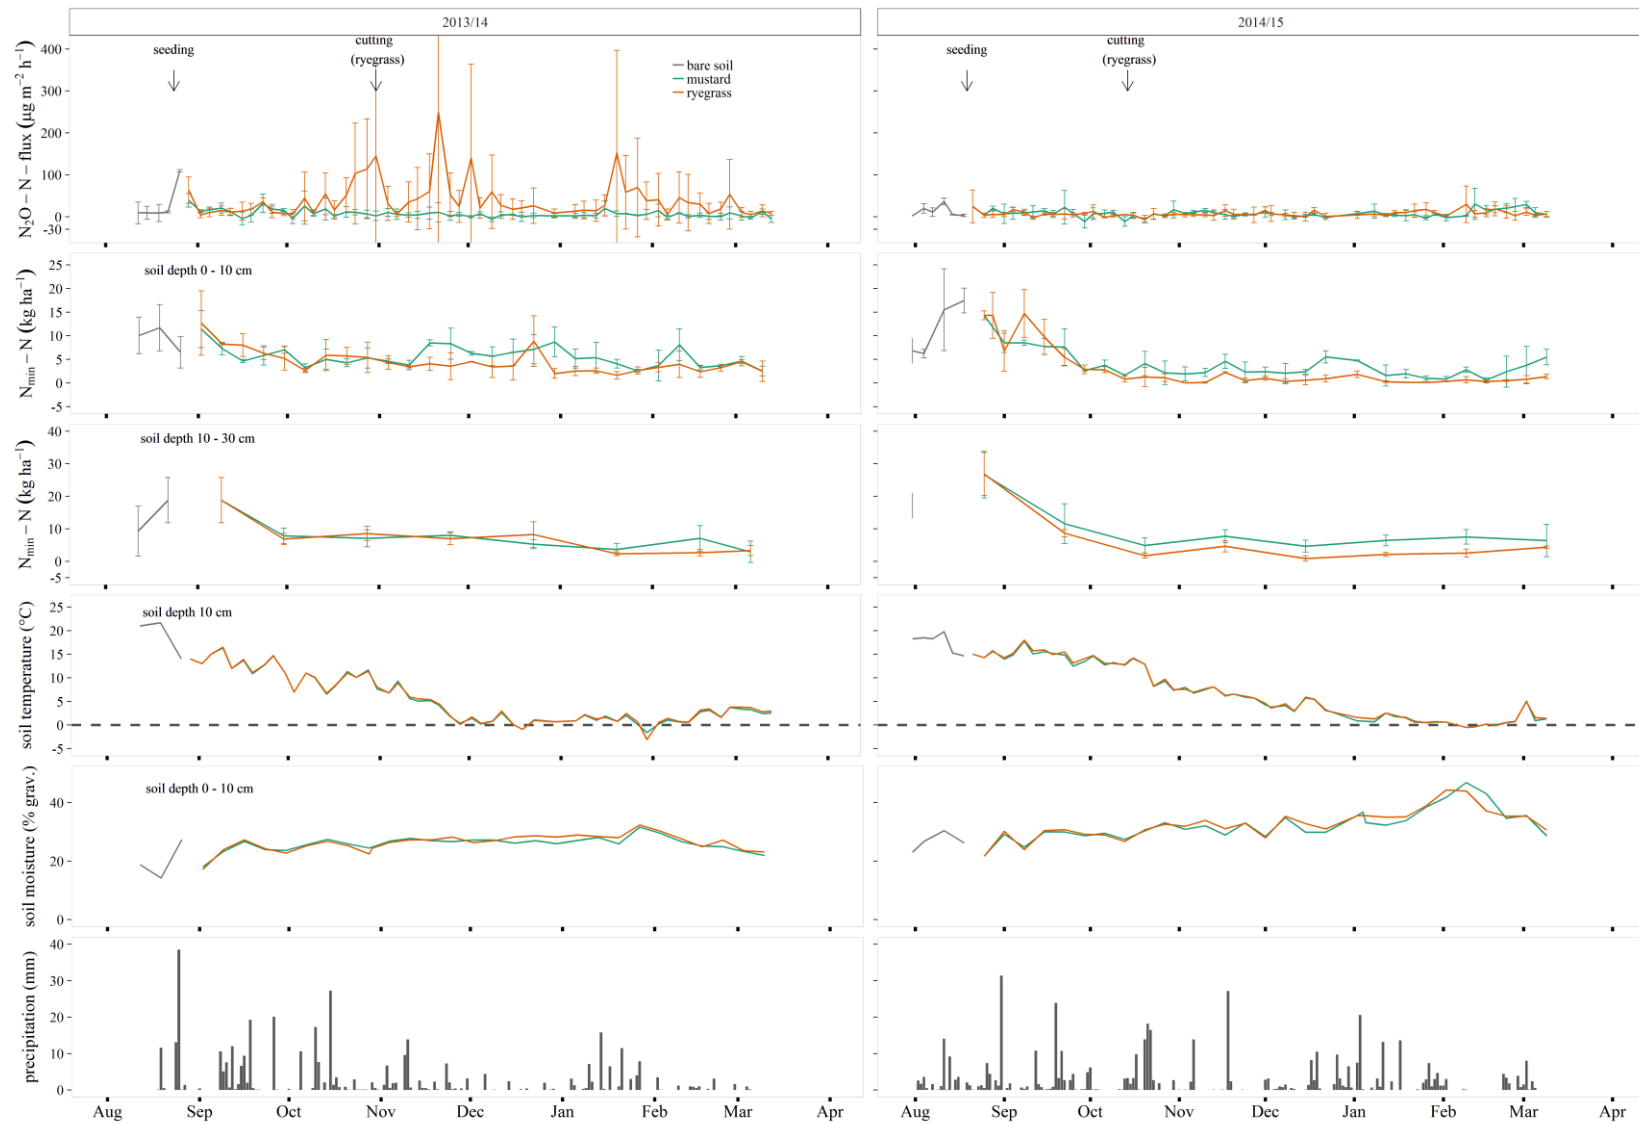 2013/14
2014/15
seeding
cutting
(ryegrass)
seeding
cutting
(ryegrass)
bare soil
mustard
ryegrass
N₂O − N − flux (µg m⁻² h⁻¹)
400
300
200
100
0
-30
soil depth 0 - 10 cm
Nmin − N (kg ha⁻¹)
25
20
15
10
5
0
-5
soil depth 10 - 30 cm
Nmin − N (kg ha⁻¹)
40
30
20
10
0
-5
soil depth 10 cm
soil temperature (°C)
25
20
15
10
5
0
-5
soil depth 0 - 10 cm
soil moisture (% grav.)
40
20
0
precipitation (mm)
40
30
20
10
0
Aug Sep Oct Nov Dec Jan Feb Mar Apr
Aug Sep Oct Nov Dec Jan Feb Mar Apr